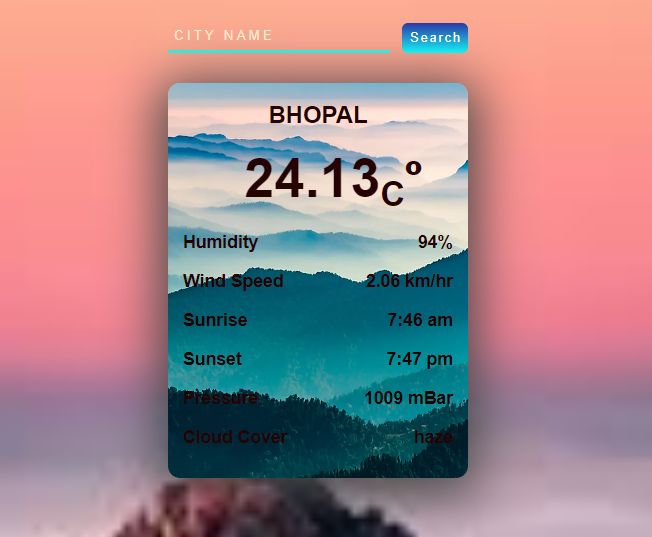 CITY NAME
Search
BHOPAL
24.13Cº
Humidity 94%
Wind Speed 2.06 km/hr
Sunrise 7:46 am
Sunset 7:47 pm
Pressure 1009 mBar
Cloud Cover haze